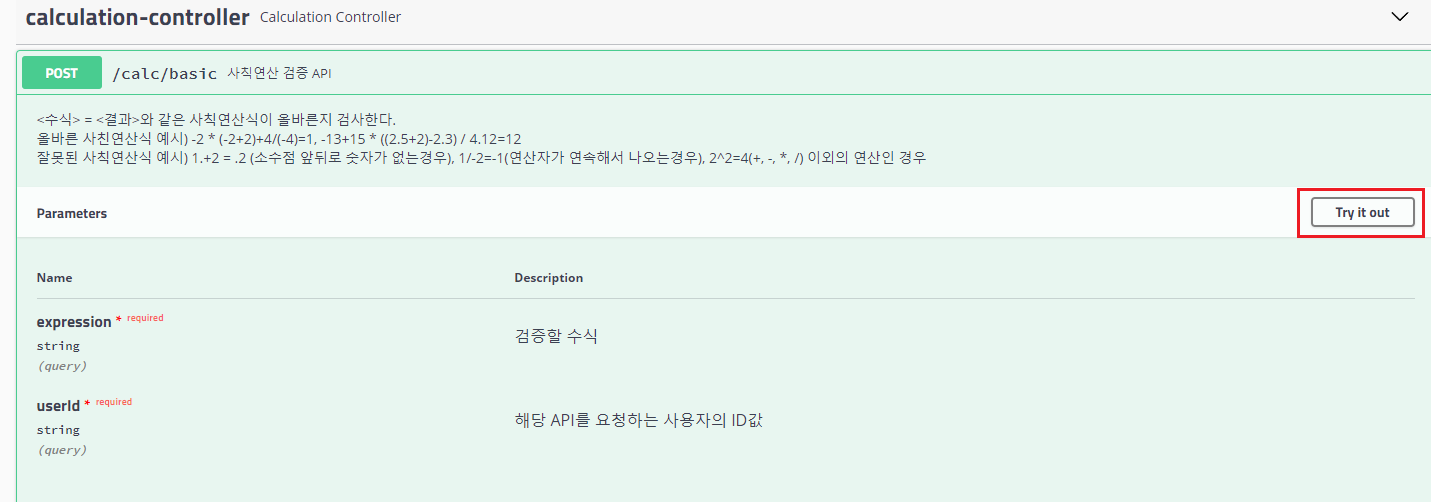 calculation-controller Calculation Controller
POST /calc/basic 사칙연산 검증 API
<수식> = <결과>와 같은 사칙연산식이 올바른지 검사한다.
올바른 사친연산식 예시) -2 * (-2+2)+4/(-4)=1, -13+15 * ((2.5+2)-2.3) / 4.12=12
잘못된 사칙연산식 예시) 1.+2 = .2 (소수점 앞뒤로 숫자가 없는경우), 1/-2=-1(연산자가 연속해서 나오는경우), 2^2=4(+, -, *, /) 이외의 연산인 경우
Parameters Try it out
Name Description
expression * required
string
(query)
검증할 수식
userId * required
string
(query)
해당 API를 요청하는 사용자의 ID값